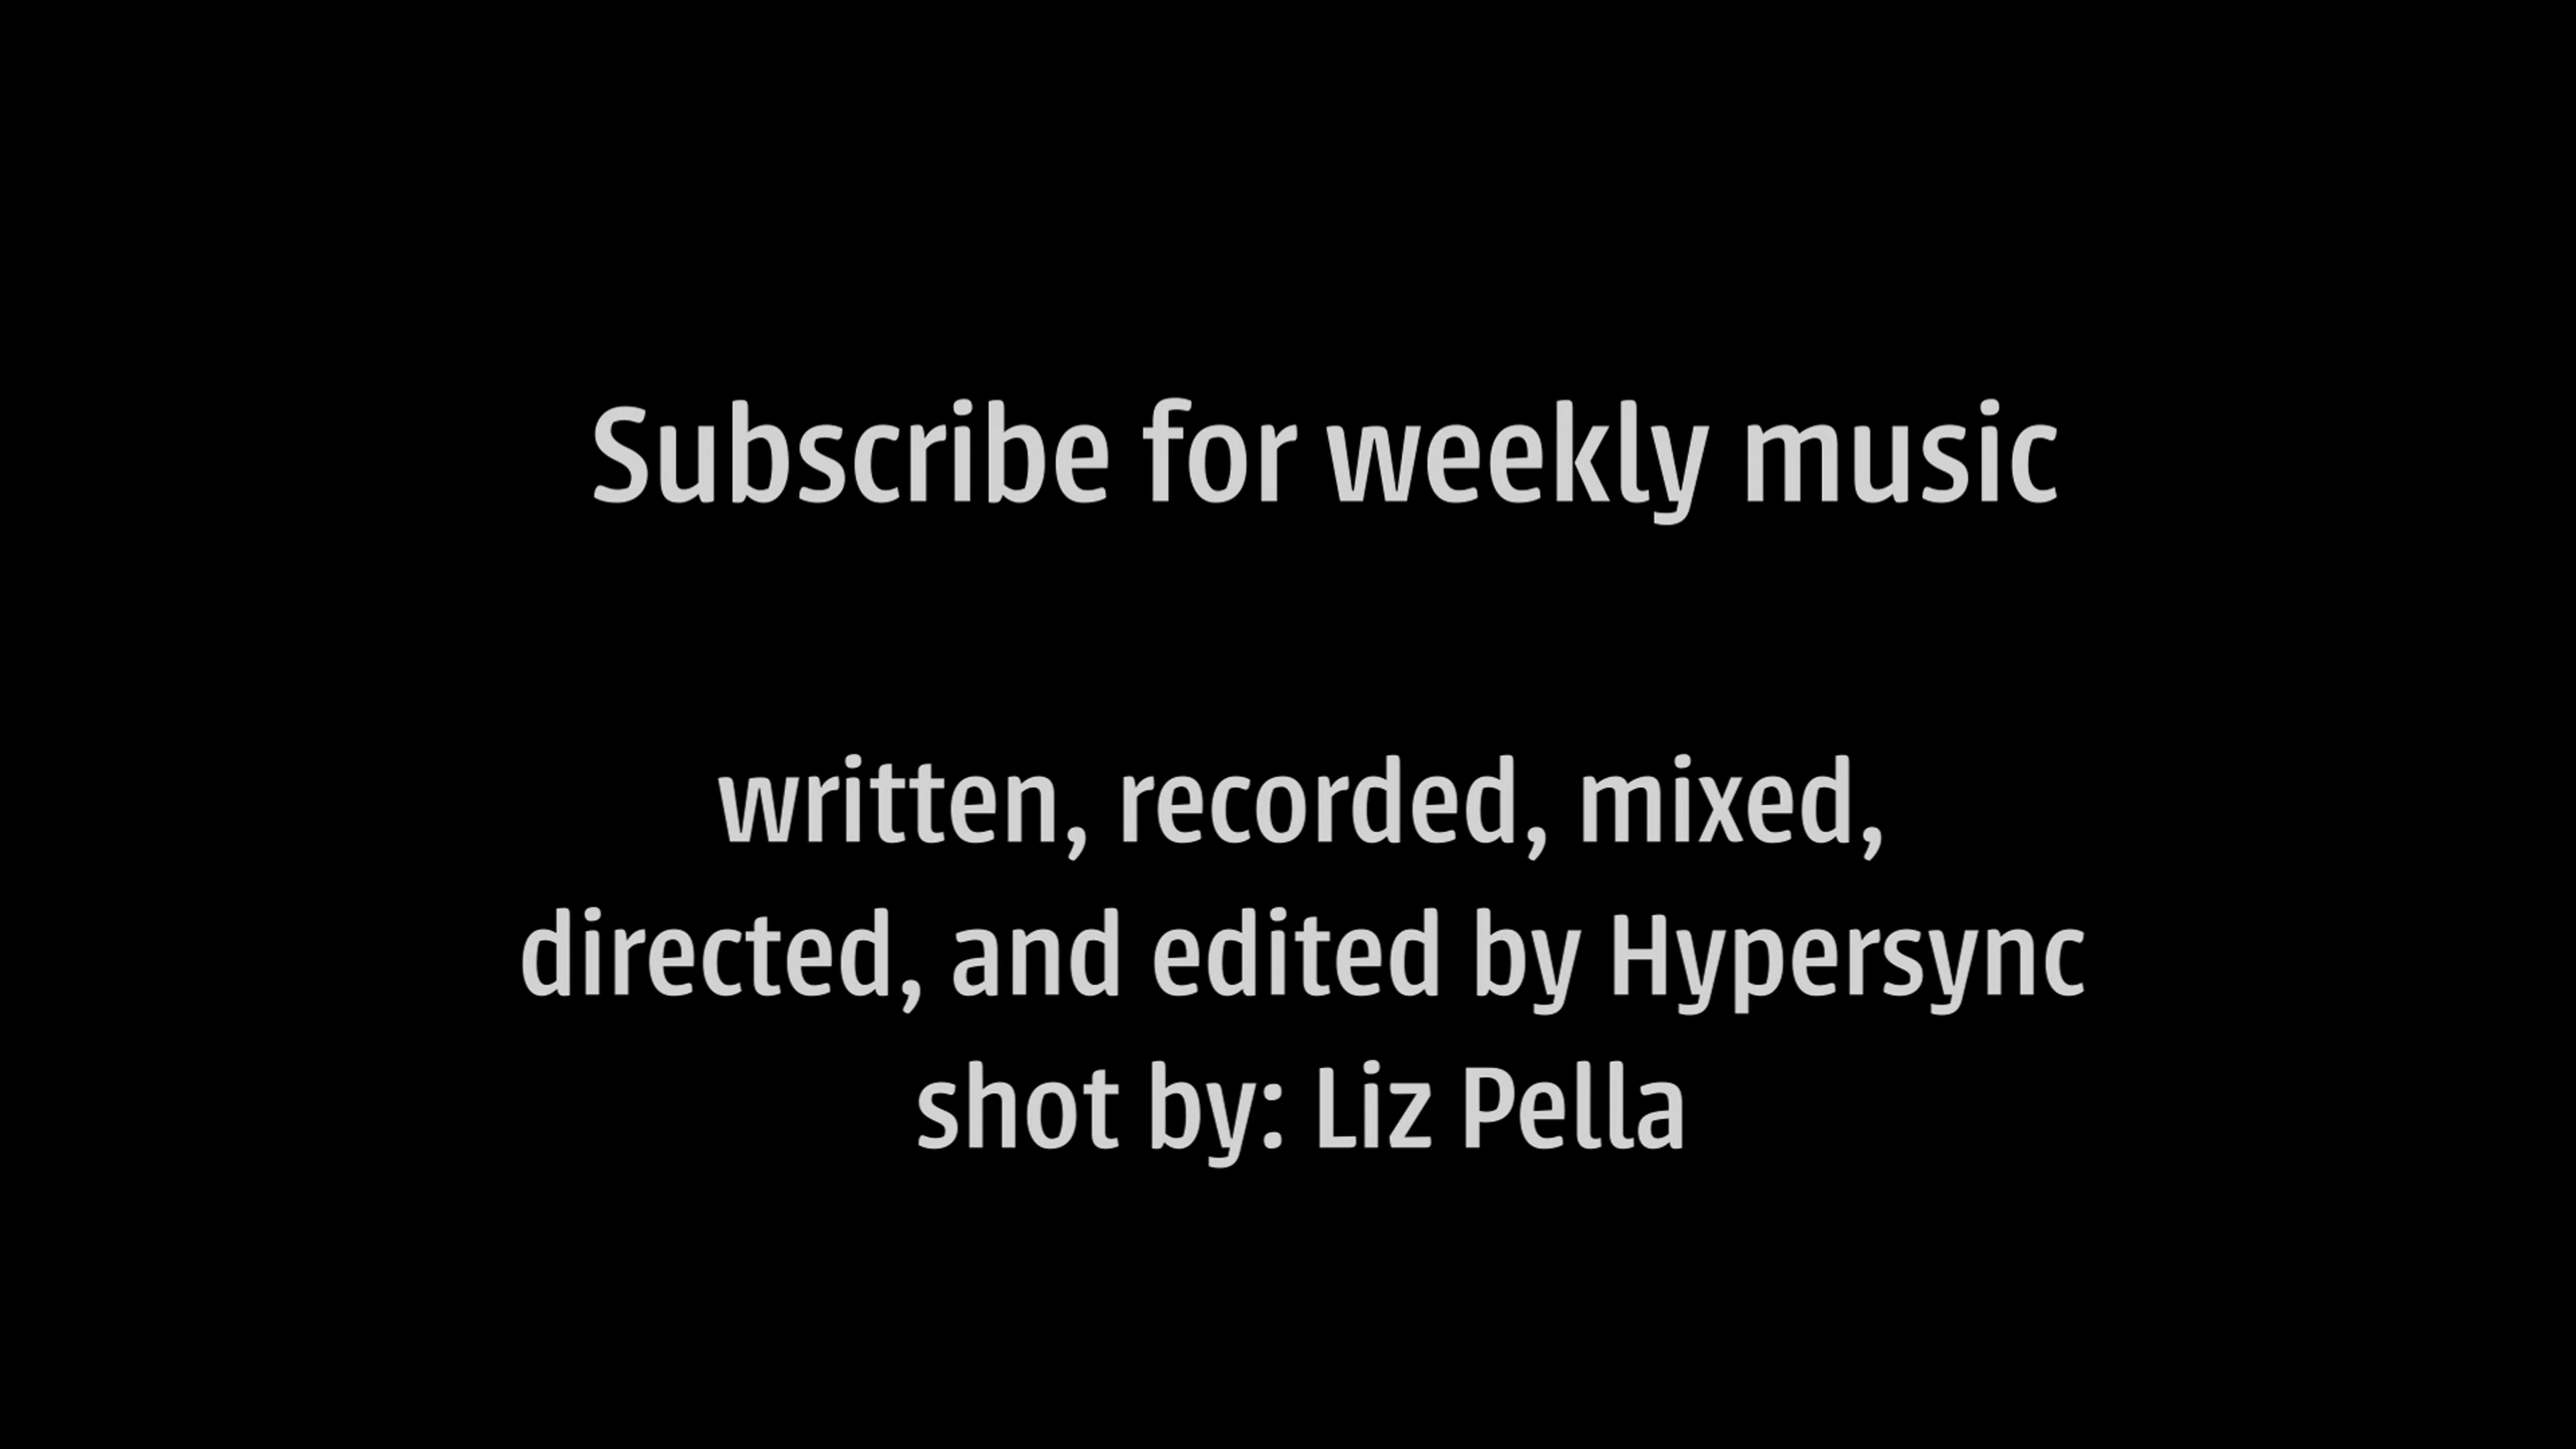 Subscribe for weekly music
written, recorded, mixed,
directed, and edited by Hypersync
shot by: Liz Pella